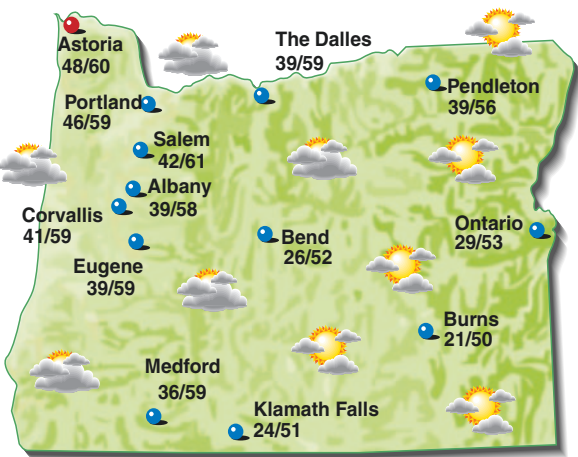 Astoria
48/60
The Dalles
39/59
Pendleton
39/56
Portland
46/59
Salem
42/61
Albany
39/58
Corvallis
41/59
Eugene
39/59
Bend
26/52
Ontario
29/53
Burns
21/50
Medford
36/59
Klamath Falls
24/51